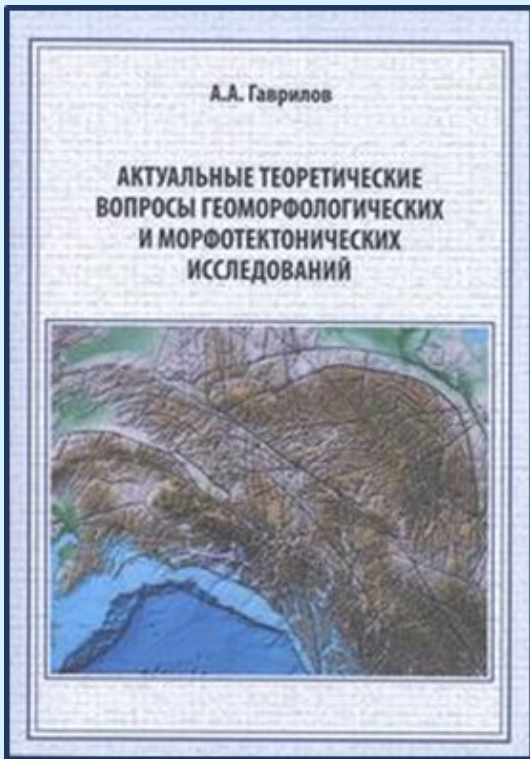 А.А. Гаврилов
АКТУАЛЬНЫЕ ТЕОРЕТИЧЕСКИЕ
ВОПРОСЫ ГЕОМОРФОЛОГИЧЕСКИХ
И МОРФОТЕКТОНИЧЕСКИХ
ИССЛЕДОВАНИЙ